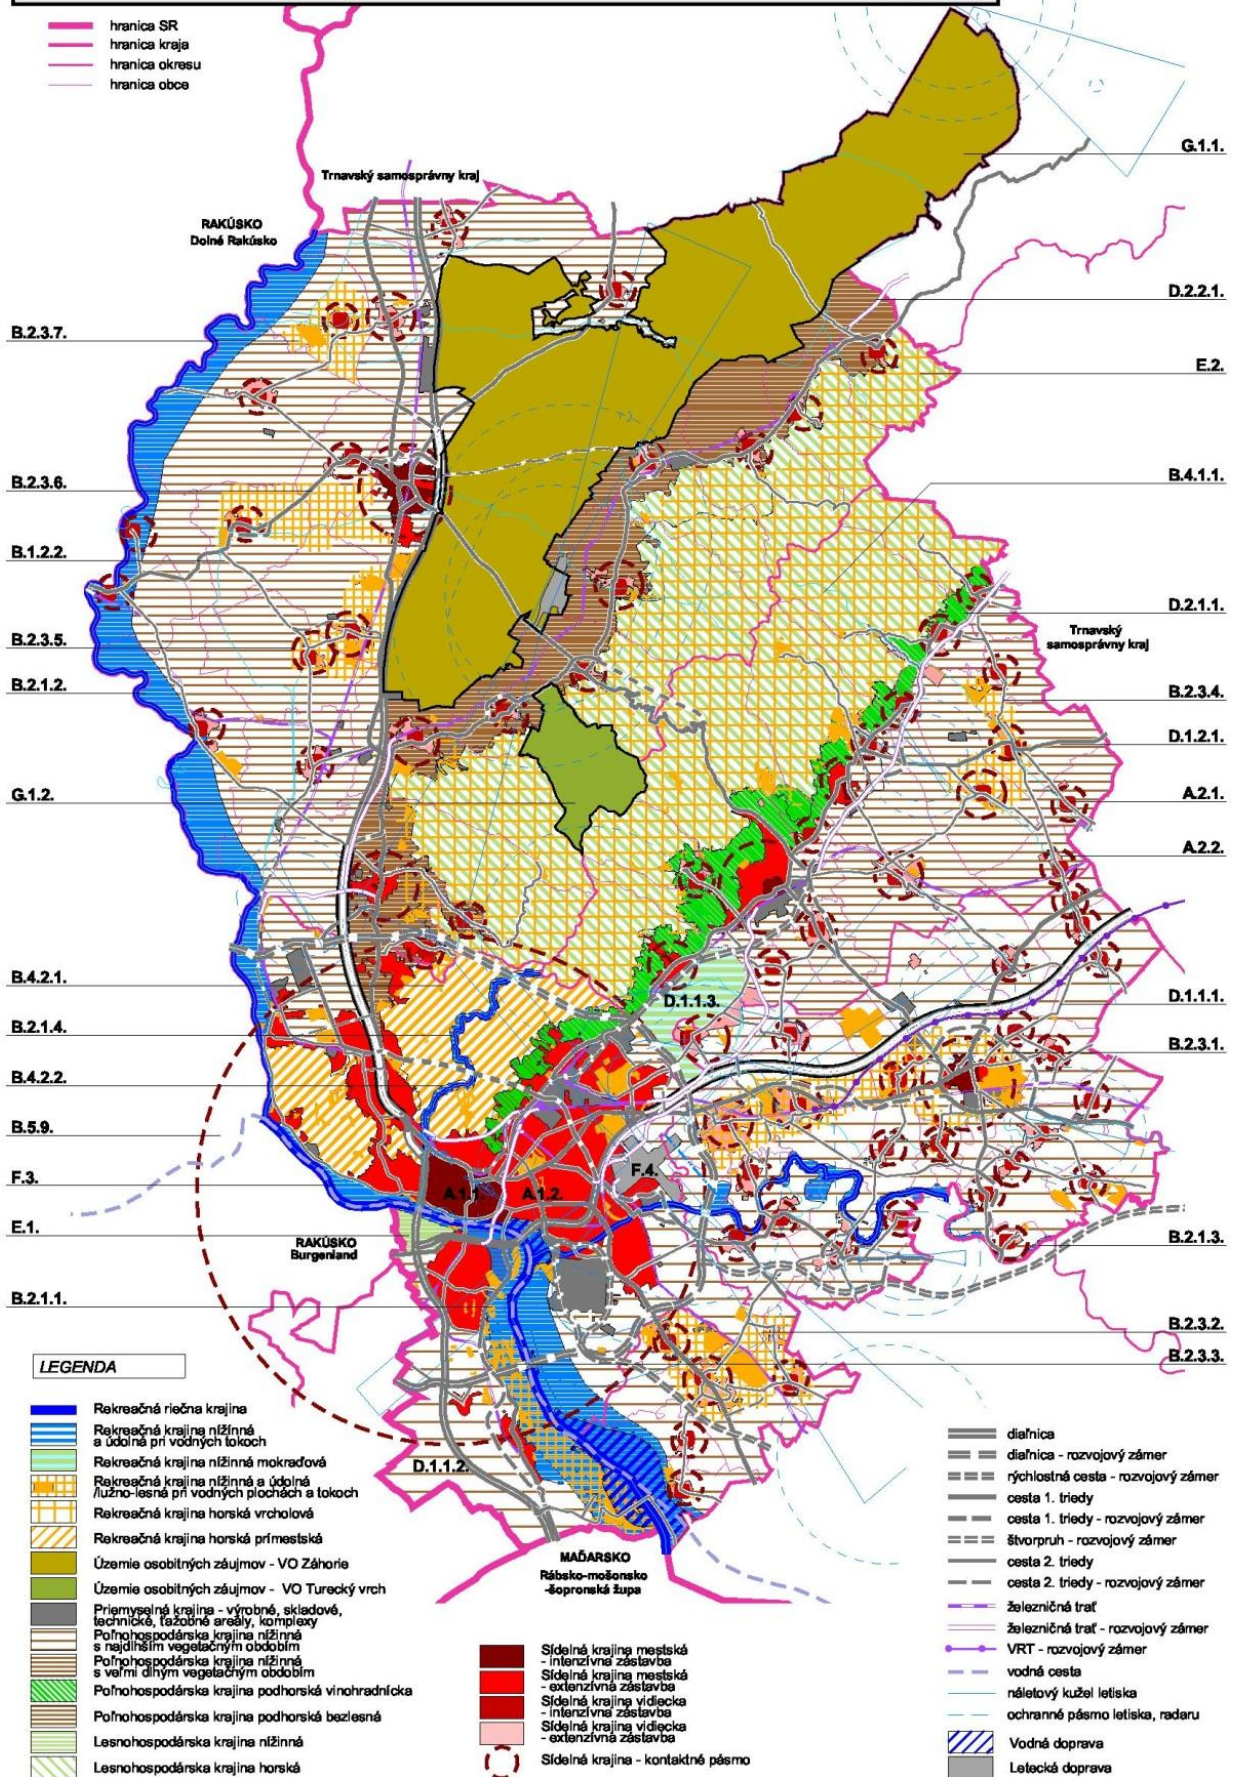 hranica SR
hranica kraja
hranica okresu
hranica obce
Trnavský samosprávny kraj
RAKÚSKO
Dolné Rakúsko
G.1.1.
D.2.2.1.
B.2.3.7.
E.2.
B.2.3.6.
B.4.1.1.
B.1.2.2.
D.2.1.1.
Trnavský
samosprávny kraj
B.2.3.5.
B.2.1.2.
B.2.3.4.
D.1.2.1.
G.1.2.
A.2.1.
A.2.2.
B.4.2.1.
D.1.1.3.
D.1.1.1.
B.2.1.4.
B.2.3.1.
B.4.2.2.
B.5.9.
F.3.
F.4.
A.1.1.
A.1.2.
E.1.
RAKÚSKO
Burgenland
B.2.1.3.
B.2.1.1.
B.2.3.2.
B.2.3.3.
D.1.1.2.
MAĎARSKO
Rábsko-mošonsko
-šopronská župa
LEGENDA
Rekreačná riečna krajina
Rekreačná krajina nížinná
a údolná pri vodných tokoch
Rekreačná krajina nížinná mokraďová
Rekreačná krajina nížinná a údolná
/lužno-lesná pri vodných plochách a tokoch
Rekreačná krajina horská vrcholová
Rekreačná krajina horská prímestská
Územie osobitných záujmov - VO Záhorie
Územie osobitných záujmov - VO Turecký vrch
Priemyselná krajina - výrobné, skladové,
technické, ťažobné areály, komplexy
Poľnohospodárska krajina nížinná
s najdlhším vegetačným obdobím
Poľnohospodárska krajina nížinná
s veľmi dlhým vegetačným obdobím
Poľnohospodárska krajina podhorská vinohradnícka
Poľnohospodárska krajina podhorská bezlesná
Lesnohospodárska krajina nížinná
Lesnohospodárska krajina horská
Sídelná krajina mestská
- intenzívna zástavba
Sídelná krajina mestská
- extenzívna zástavba
Sídelná krajina vidiecka
- intenzívna zástavba
Sídelná krajina vidiecka
- extenzívna zástavba
Sídelná krajina - kontaktné pásmo
diaľnica
diaľnica - rozvojový zámer
rýchlostná cesta - rozvojový zámer
cesta 1. triedy
cesta 1. triedy - rozvojový zámer
štvorpruh - rozvojový zámer
cesta 2. triedy
cesta 2. triedy - rozvojový zámer
železničná trať
železničná trať - rozvojový zámer
VRT - rozvojový zámer
vodná cesta
náletový kužel letiska
ochranné pásmo letiska, radaru
Vodná doprava
Letecká doprava